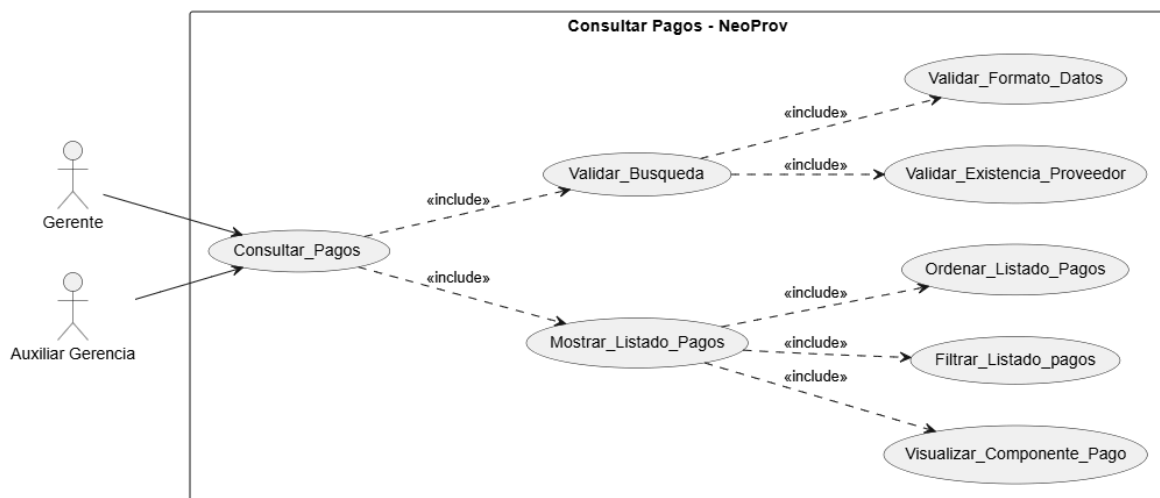 Consultar Pagos - NeoProv
Validar_Formato_Datos
«include»
Validar_Busqueda
«include»
Validar_Existencia_Proveedor
Gerente
«include»
Consultar_Pagos
«include»
Ordenar_Listado_Pagos
«include»
Auxiliar Gerencia
Mostrar_Listado_Pagos
«include»
Filtrar_Listado_pagos
«include»
Visualizar_Componente_Pago